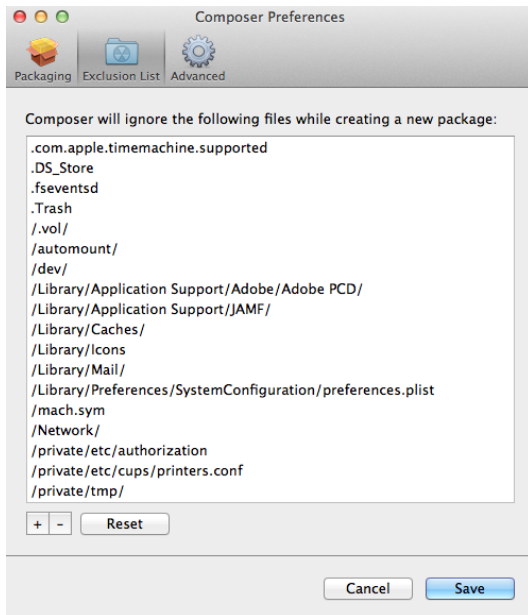 Composer Preferences
Packaging Exclusion List Advanced
Composer will ignore the following files while creating a new package:
.com.apple.timemachine.supported
.DS_Store
.fseventsd
.Trash
/.vol/
/automount/
/dev/
/Library/Application Support/Adobe/Adobe PCD/
/Library/Application Support/JAMF/
/Library/Caches/
/Library/Icons
/Library/Mail/
/Library/Preferences/SystemConfiguration/preferences.plist
/mach.sym
/Network/
/private/etc/authorization
/private/etc/cups/printers.conf
/private/tmp/
+ - Reset
Cancel Save